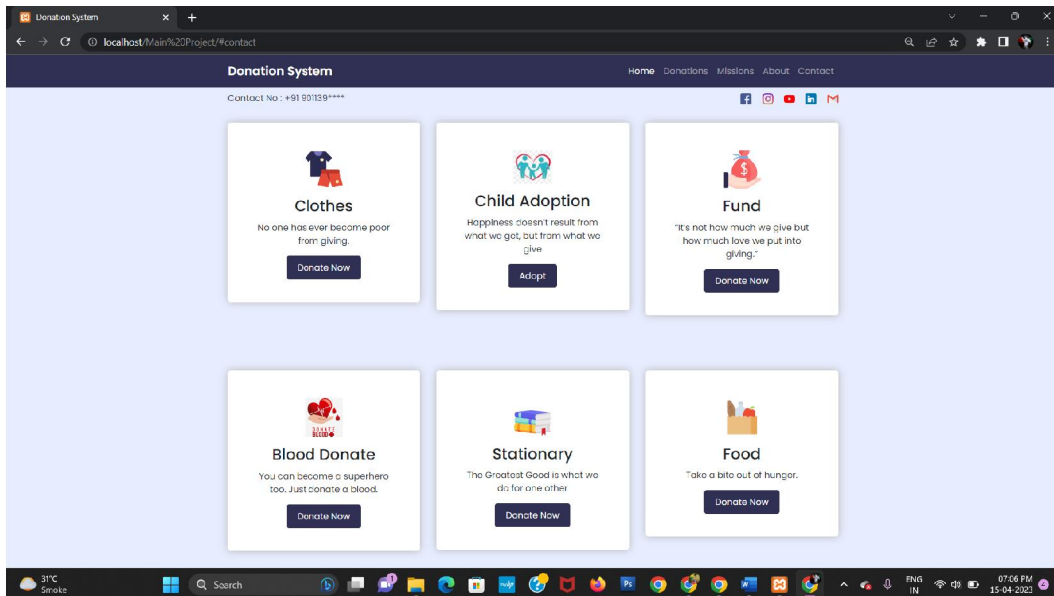 Donation System
localhost/Main%20Project/#contact
Donation System
Home Donations Missions About Contact
Contact No : +91 901139****
Clothes
No one has ever become poor
from giving.
Donate Now
Child Adoption
Happiness doesn't result from
what we get, but from what we
give
Adopt
Fund
"It's not how much we give but
how much love we put into
giving."
Donate Now
DONATE
BLOOD
Blood Donate
You can become a superhero
too. Just donate a blood.
Donate Now
Stationary
The Greatest Good is what we
do for one other
Donate Now
Food
Take a bite out of hunger.
Donate Now
31°C
Smoke
Search
ENG
IN
07:06 PM
15-04-2023